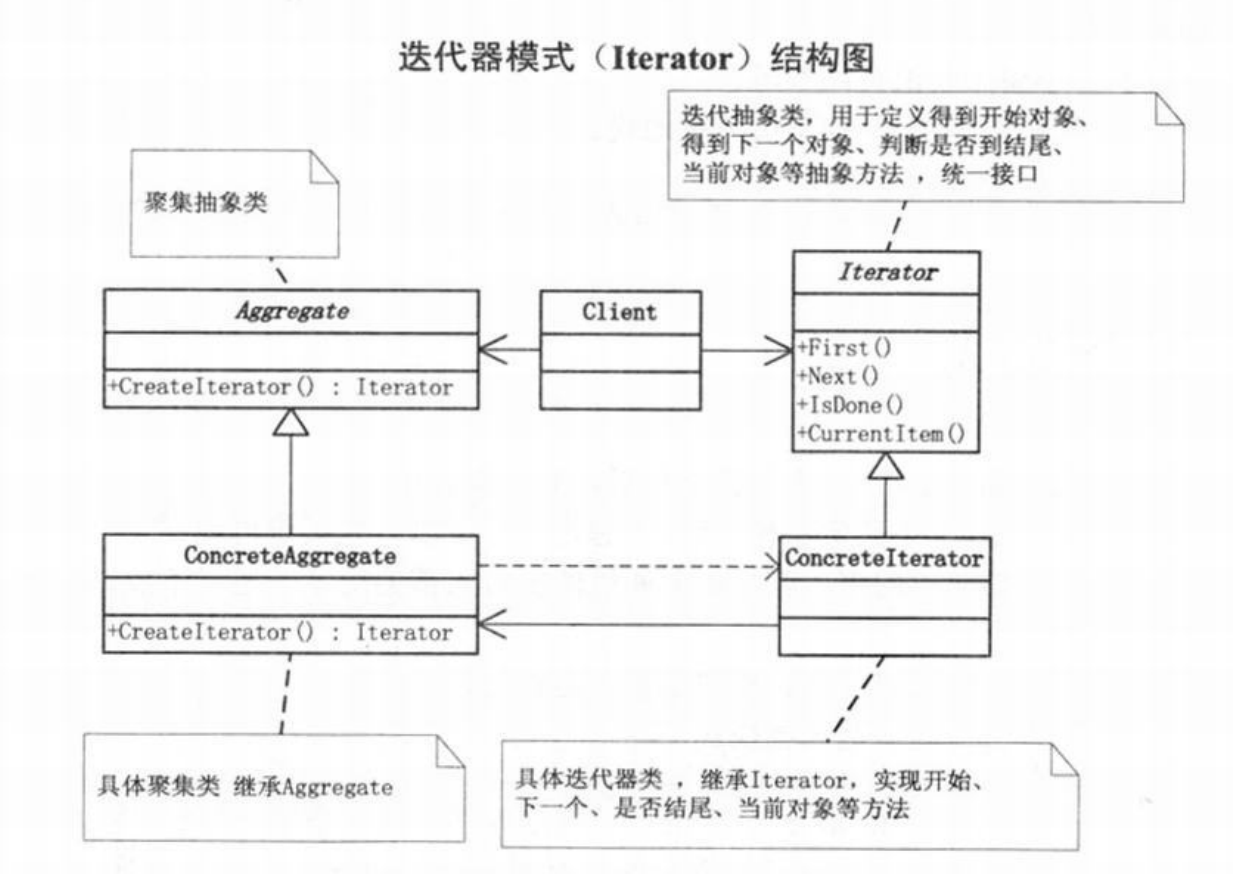 迭代器模式（Iterator）结构图
迭代抽象类，用于定义得到开始对象、
得到下一个对象、判断是否到结尾、
当前对象等抽象方法 ，统一接口
聚集抽象类
Aggregate
+CreateIterator() : Iterator
Client
Iterator
+First()
+Next()
+IsDone()
+CurrentItem()
ConcreteAggregate
+CreateIterator() : Iterator
ConcreteIterator
具体聚集类 继承Aggregate
具体迭代器类 ，继承Iterator，实现开始、
下一个、是否结尾、当前对象等方法